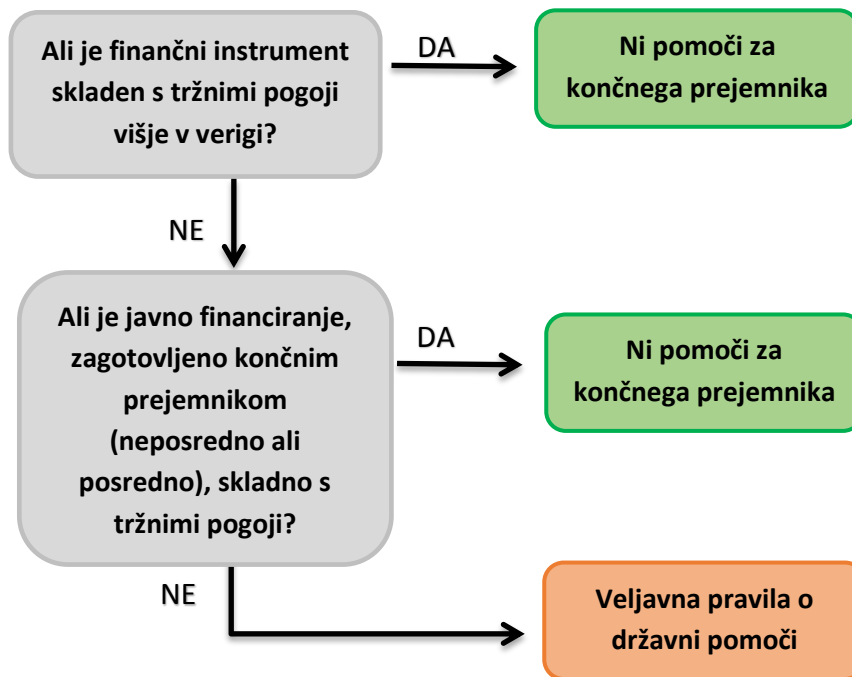 Ali je finančni instrument
skladen s tržnimi pogoji
višje v verigi?
DA
Ni pomoči za
končnega prejemnika
NE
Ali je javno financiranje,
zagotovljeno končnim
prejemnikom
(neposredno ali
posredno), skladno s
tržnimi pogoji?
DA
Ni pomoči za
končnega prejemnika
NE
Veljavna pravila o
državni pomoči